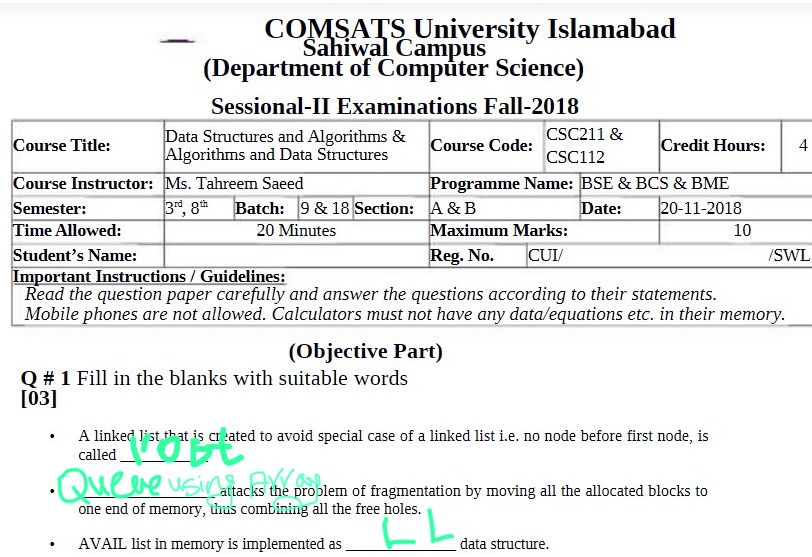 COMSATS University Islamabad
Sahiwal Campus
(Department of Computer Science)
Sessional-II Examinations Fall-2018
Course Title: Data Structures and Algorithms & Algorithms and Data Structures Course Code: CSC211 & CSC112 Credit Hours: 4
Course Instructor: Ms. Tahreem Saeed Programme Name: BSE & BCS & BME
Semester: 3rd, 8th Batch: 9 & 18 Section: A & B Date: 20-11-2018
Time Allowed: 20 Minutes Maximum Marks: 10
Student's Name: Reg. No. CUI/ /SWL
Important Instructions / Guidelines:
Read the question paper carefully and answer the questions according to their statements.
Mobile phones are not allowed. Calculators must not have any data/equations etc. in their memory.
(Objective Part)
Q # 1 Fill in the blanks with suitable words
[03]
• A linked list that is created to avoid special case of a linked list i.e. no node before first node, is
called ___________.
Queue using Array
• _________________ attacks the problem of fragmentation by moving all the allocated blocks to
one end of memory, thus combining all the free holes.
LL
• AVAIL list in memory is implemented as ______________ data structure.